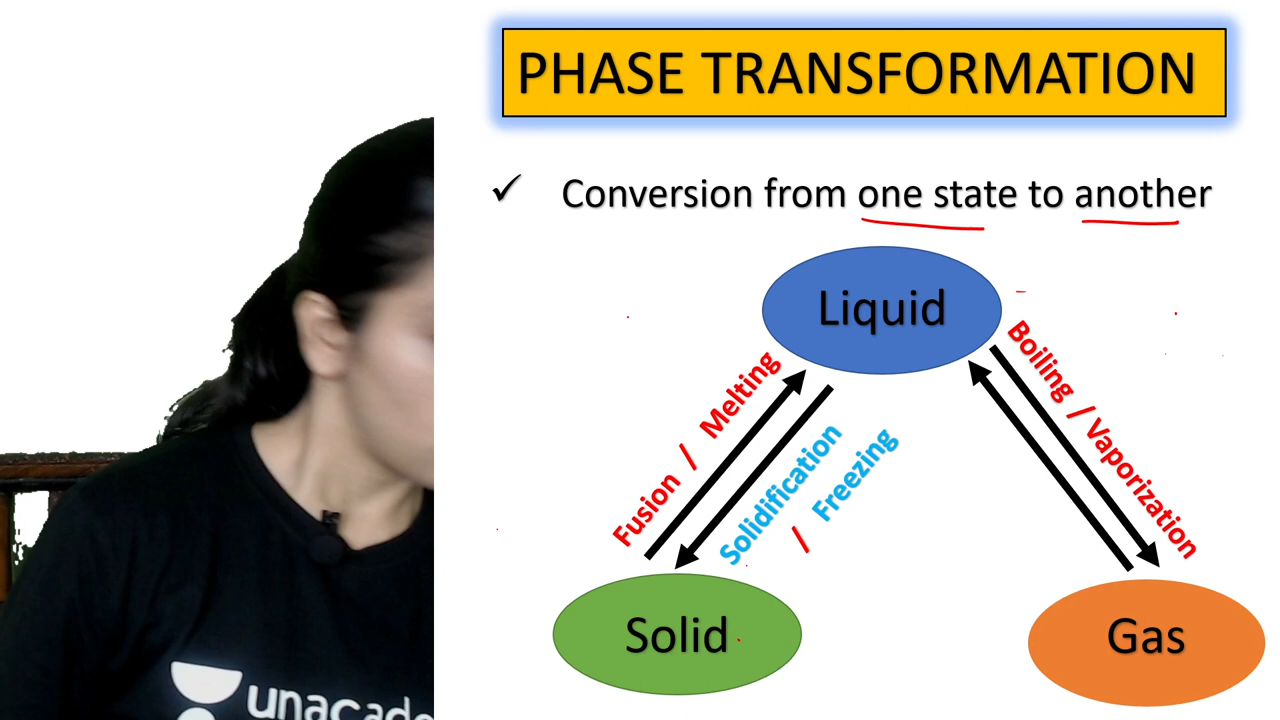 PHASE TRANSFORMATION
✓ Conversion from one state to another
Liquid
Fusion / Melting
Solidification
/ Freezing
Boiling / Vaporization
Solid
Gas